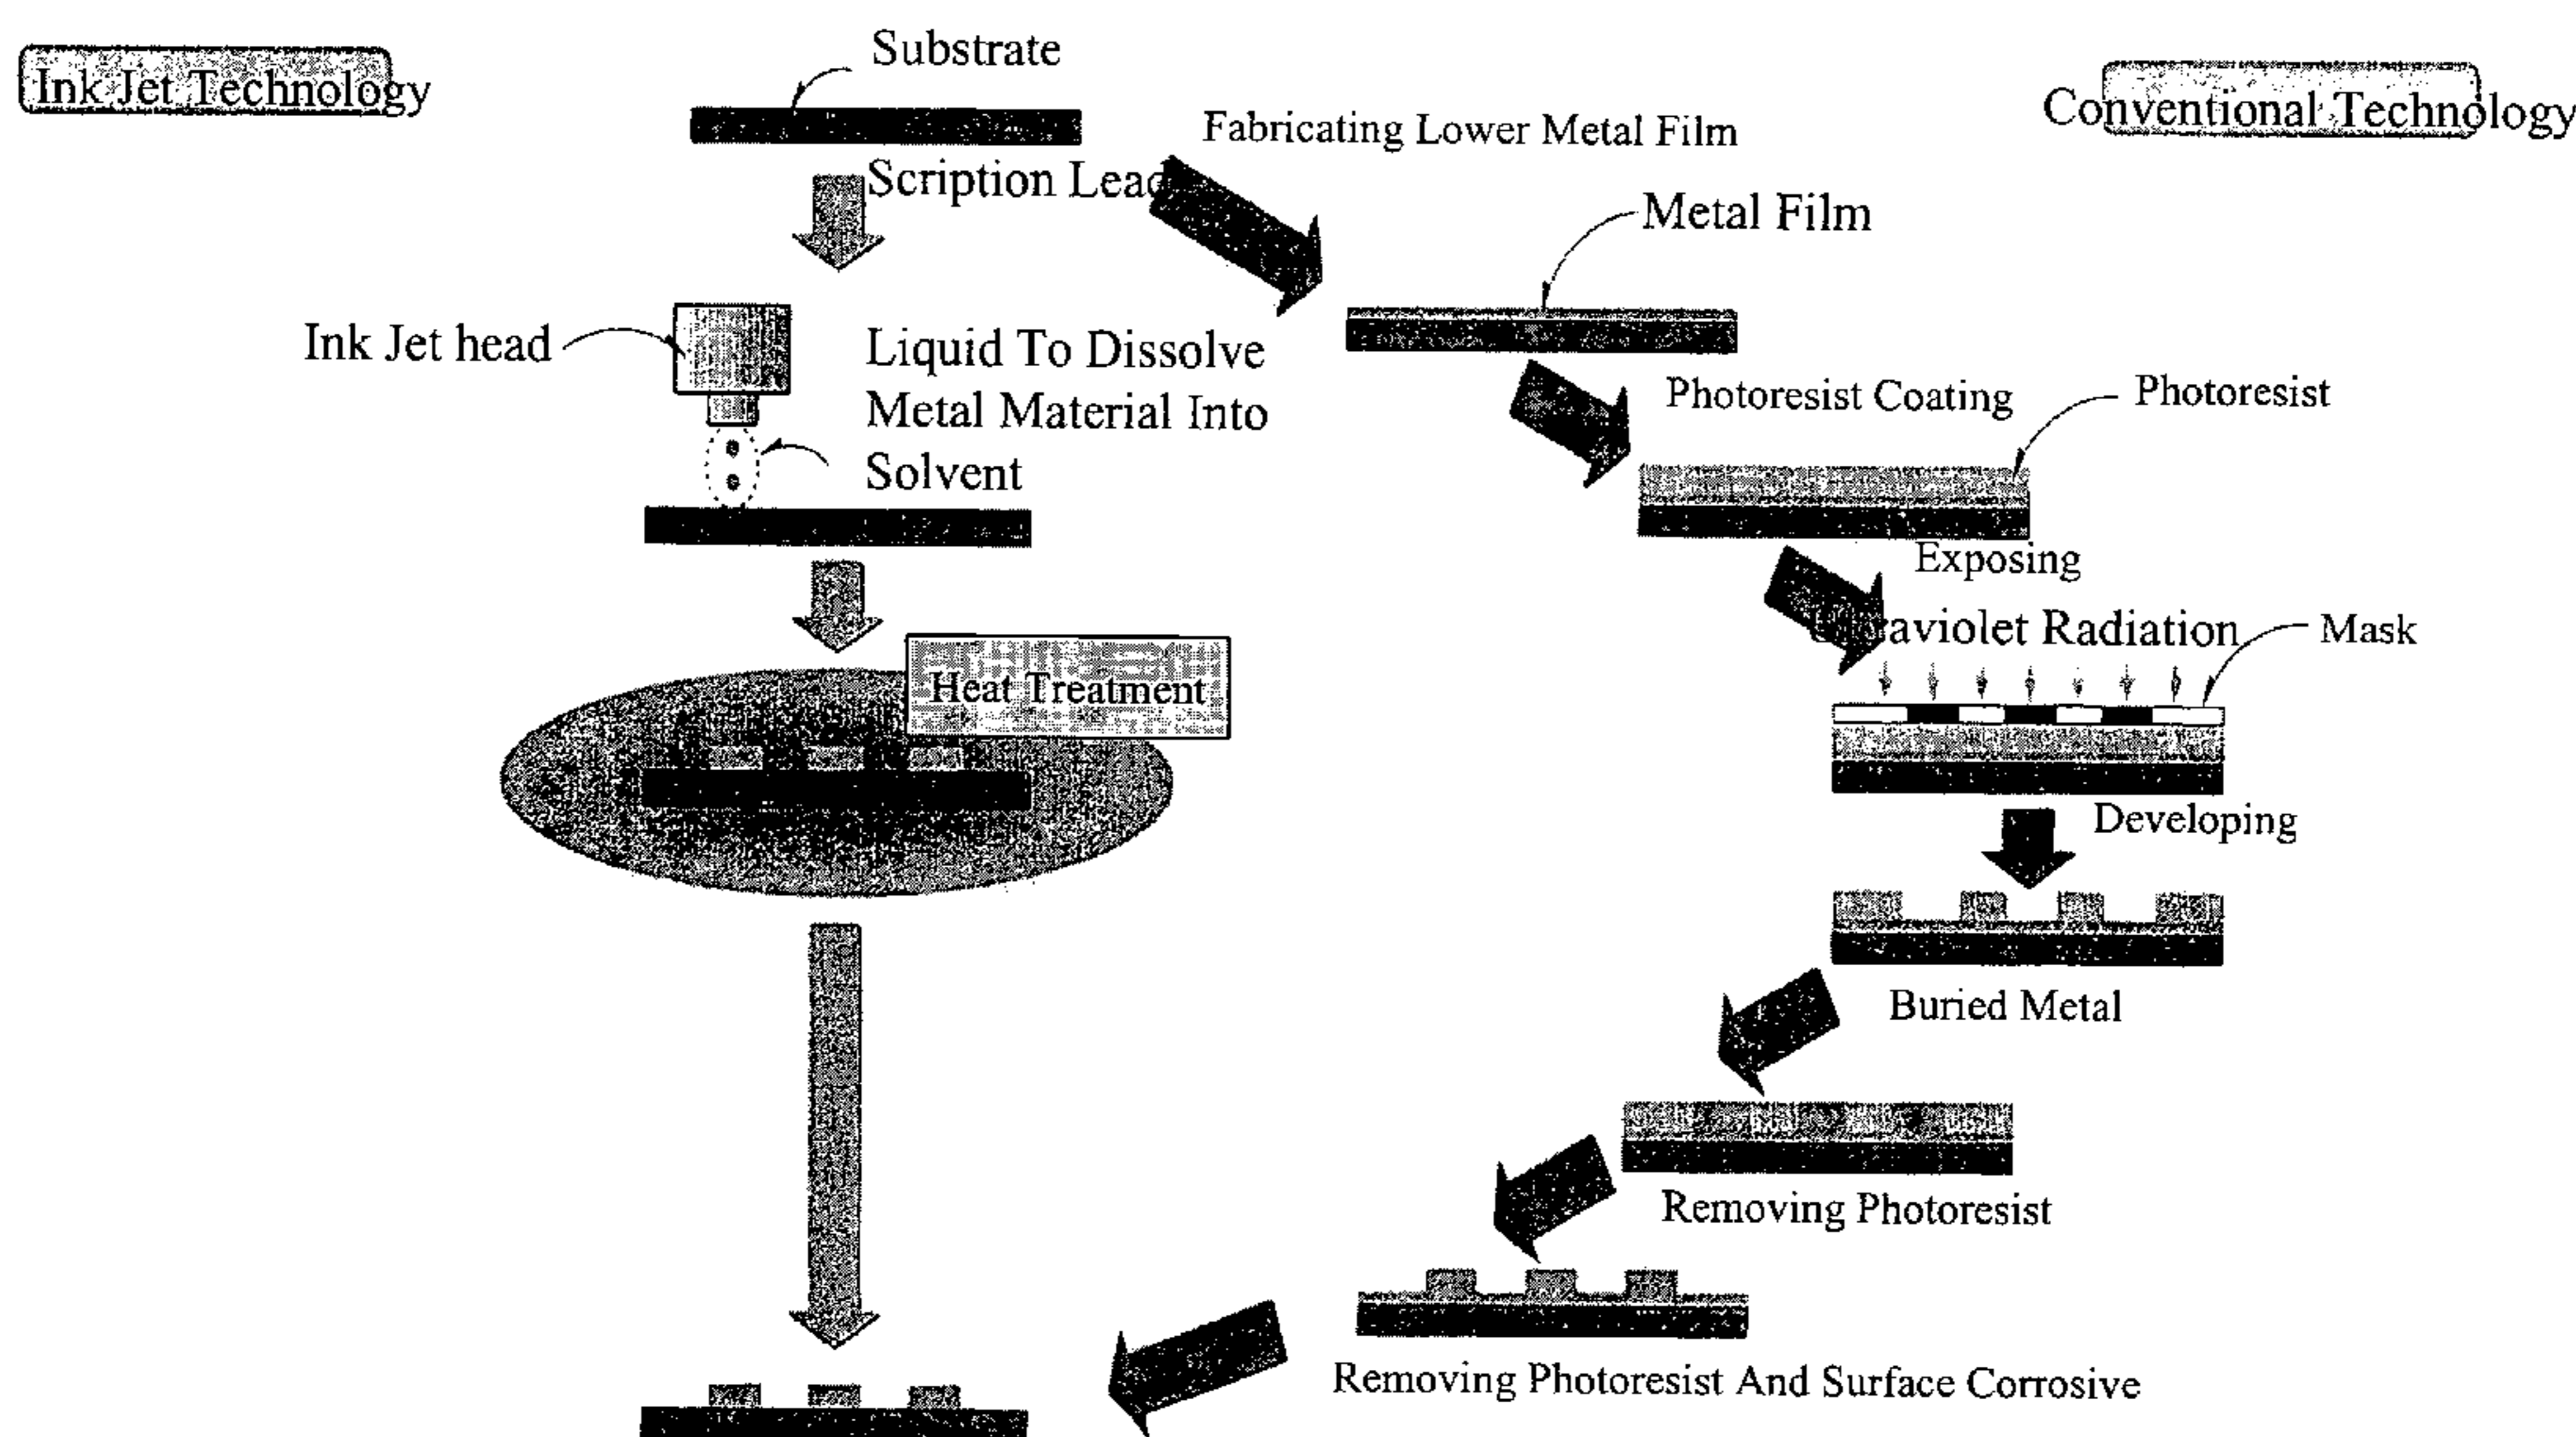 Ink Jet Technology
Substrate
Conventional Technology
Fabricating Lower Metal Film
Scription Lead
Metal Film
Ink Jet head
Liquid To Dissolve
Metal Material Into
Solvent
Photoresist Coating
Photoresist
Exposing
Radiation
Mask
Heat Treatment
Developing
Buried Metal
Removing Photoresist
Removing Photoresist And Surface Corrosive